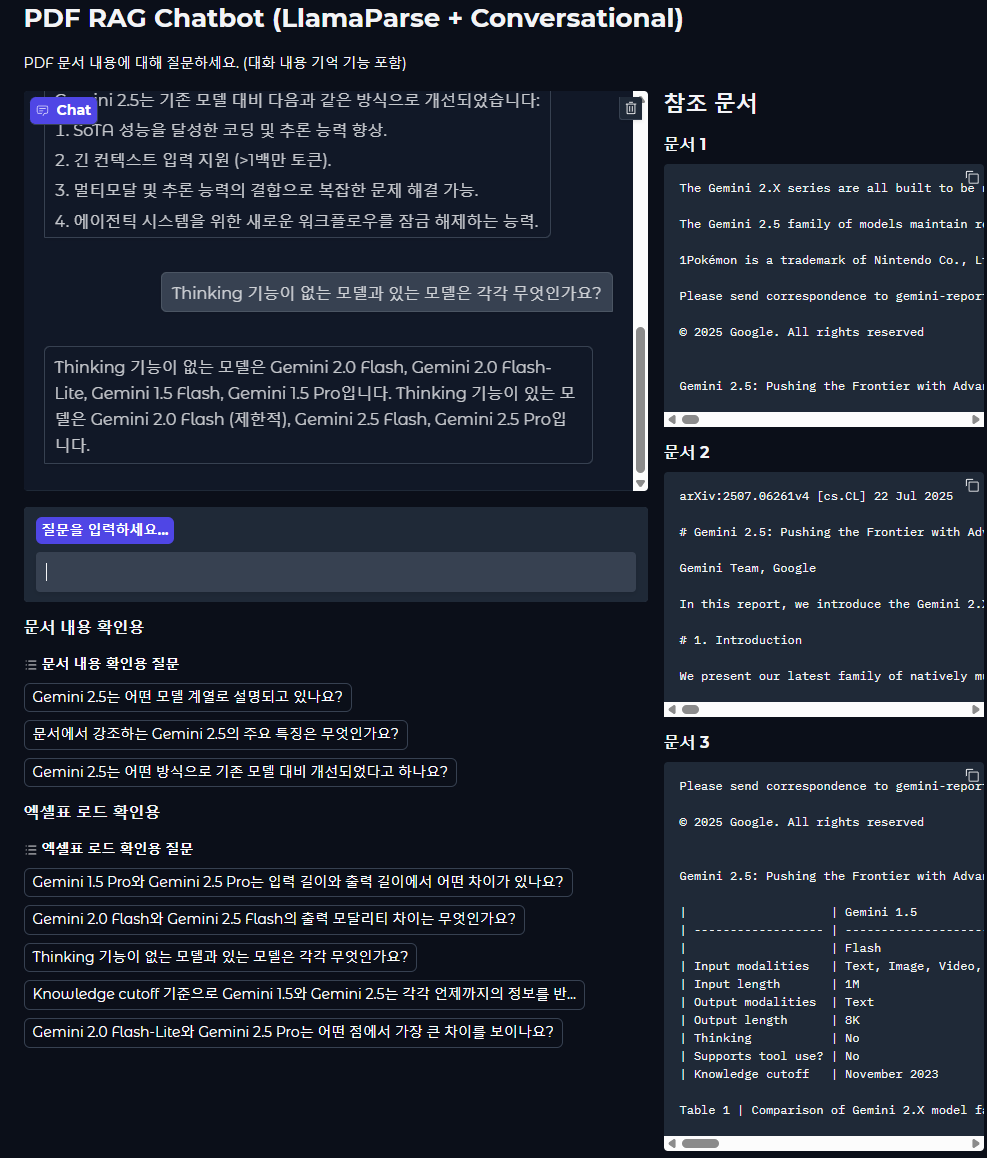 PDF RAG Chatbot (LlamaParse + Conversational)
PDF 문서 내용에 대해 질문하세요. (대화 내용 기억 기능 포함)
Chat
Gemini 2.5는 기존 모델 대비 다음과 같은 방식으로 개선되었습니다:
1. SoTA 성능을 달성한 코딩 및 추론 능력 향상.
2. 긴 컨텍스트 입력 지원 (>1백만 토큰).
3. 멀티모달 및 추론 능력의 결합으로 복잡한 문제 해결 가능.
4. 에이전틱 시스템을 위한 새로운 워크플로우를 잠금 해제하는 능력.
Thinking 기능이 없는 모델과 있는 모델은 각각 무엇인가요?
Thinking 기능이 없는 모델은 Gemini 2.0 Flash, Gemini 2.0 Flash-
Lite, Gemini 1.5 Flash, Gemini 1.5 Pro입니다. Thinking 기능이 있는 모
델은 Gemini 2.0 Flash (제한적), Gemini 2.5 Flash, Gemini 2.5 Pro입
니다.
질문을 입력하세요...
문서 내용 확인용
문서 내용 확인용 질문
Gemini 2.5는 어떤 모델 계열로 설명되고 있나요?
문서에서 강조하는 Gemini 2.5의 주요 특징은 무엇인가요?
Gemini 2.5는 어떤 방식으로 기존 모델 대비 개선되었다고 하나요?
엑셀표 로드 확인용
엑셀표 로드 확인용 질문
Gemini 1.5 Pro와 Gemini 2.5 Pro는 입력 길이와 출력 길이에서 어떤 차이가 있나요?
Gemini 2.0 Flash와 Gemini 2.5 Flash의 출력 모달리티 차이는 무엇인가요?
Thinking 기능이 없는 모델과 있는 모델은 각각 무엇인가요?
Knowledge cutoff 기준으로 Gemini 1.5와 Gemini 2.5는 각각 언제까지의 정보를 반...
Gemini 2.0 Flash-Lite와 Gemini 2.5 Pro는 어떤 점에서 가장 큰 차이를 보이나요?
참조 문서
문서 1
The Gemini 2.X series are all built to be
The Gemini 2.5 family of models maintain
1Pokémon is a trademark of Nintendo Co.,
Please send correspondence to gemini-report
© 2025 Google. All rights reserved
Gemini 2.5: Pushing the Frontier with Advan
문서 2
arXiv:2507.06261v4 [cs.CL] 22 Jul 2025
# Gemini 2.5: Pushing the Frontier with Adv
Gemini Team, Google
In this report, we introduce the Gemini 2.X
# 1. Introduction
We present our latest family of natively
문서 3
Please send correspondence to gemini-report
© 2025 Google. All rights reserved
Gemini 2.5: Pushing the Frontier with Advan
| | Gemini 1.5
| ------------------ | -------------------
| | Flash
| Input modalities | Text, Image, Video,
| Input length | 1M
| Output modalities | Text
| Output length | 8K
| Thinking | No
| Supports tool use? | No
| Knowledge cutoff | November 2023
Table 1 | Comparison of Gemini 2.X model fa